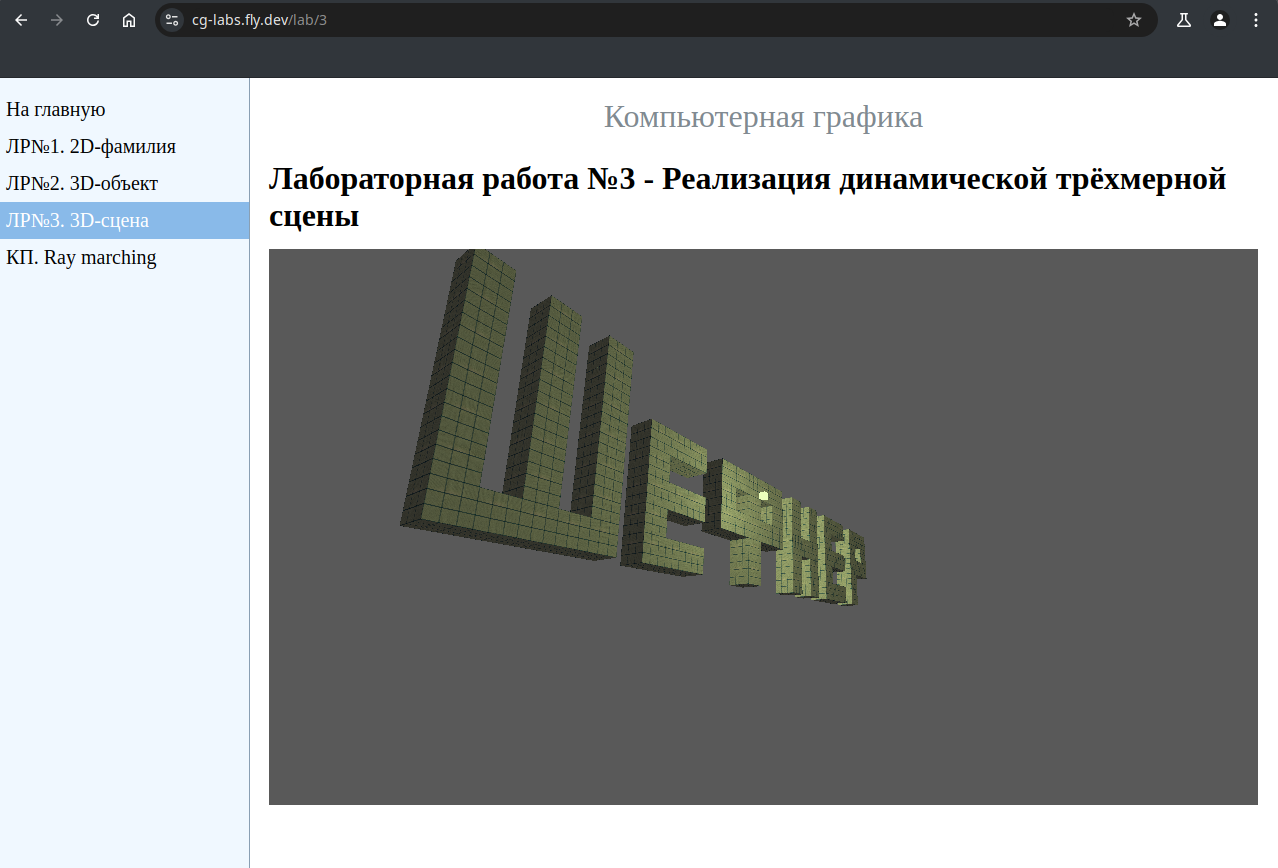 cg-labs.fly.dev/lab/3
На главную
ЛР№1. 2D-фамилия
ЛР№2. 3D-объект
ЛР№3. 3D-сцена
КП. Ray marching
Компьютерная графика
Лабораторная работа №3 - Реализация динамической трёхмерной
сцены
ШЕФНЕР